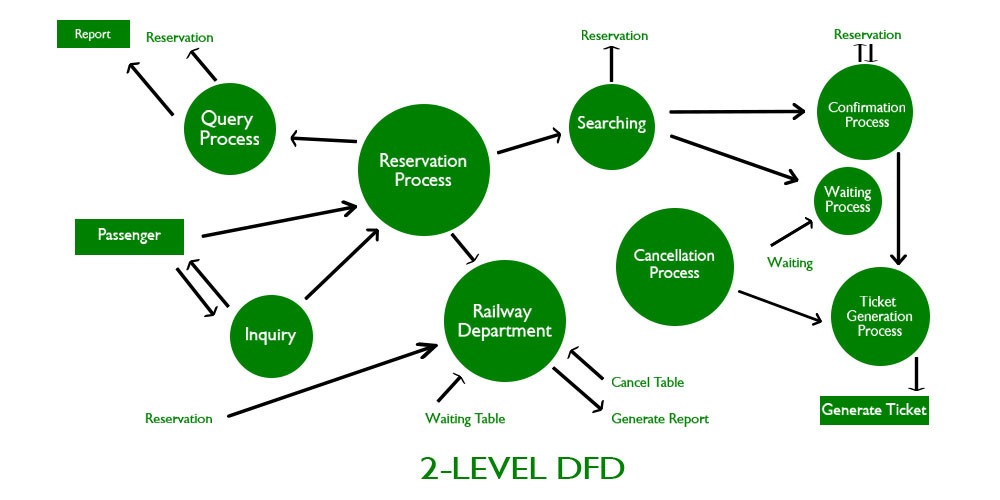 Report
Reservation
Reservation
Reservation
Query
Process
Reservation
Process
Searching
Confirmation
Process
Waiting
Process
Passenger
Cancellation
Process
Waiting
Inquiry
Railway
Department
Ticket
Generation
Process
Cancel Table
Reservation
Waiting Table
Generate Report
Generate Ticket
2-LEVEL DFD